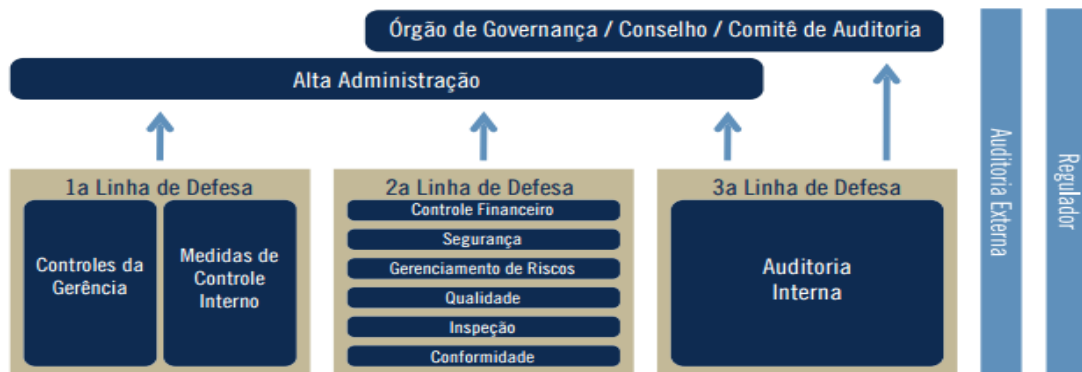 Órgão de Governança / Conselho / Comitê de Auditoria
Alta Administração
1a Linha de Defesa
Controles da
Gerência
Medidas de
Controle
Interno
2a Linha de Defesa
Controle Financeiro
Segurança
Gerenciamento de Riscos
Qualidade
Inspeção
Conformidade
3a Linha de Defesa
Auditoria
Interna
Auditoria Externa
Regulador